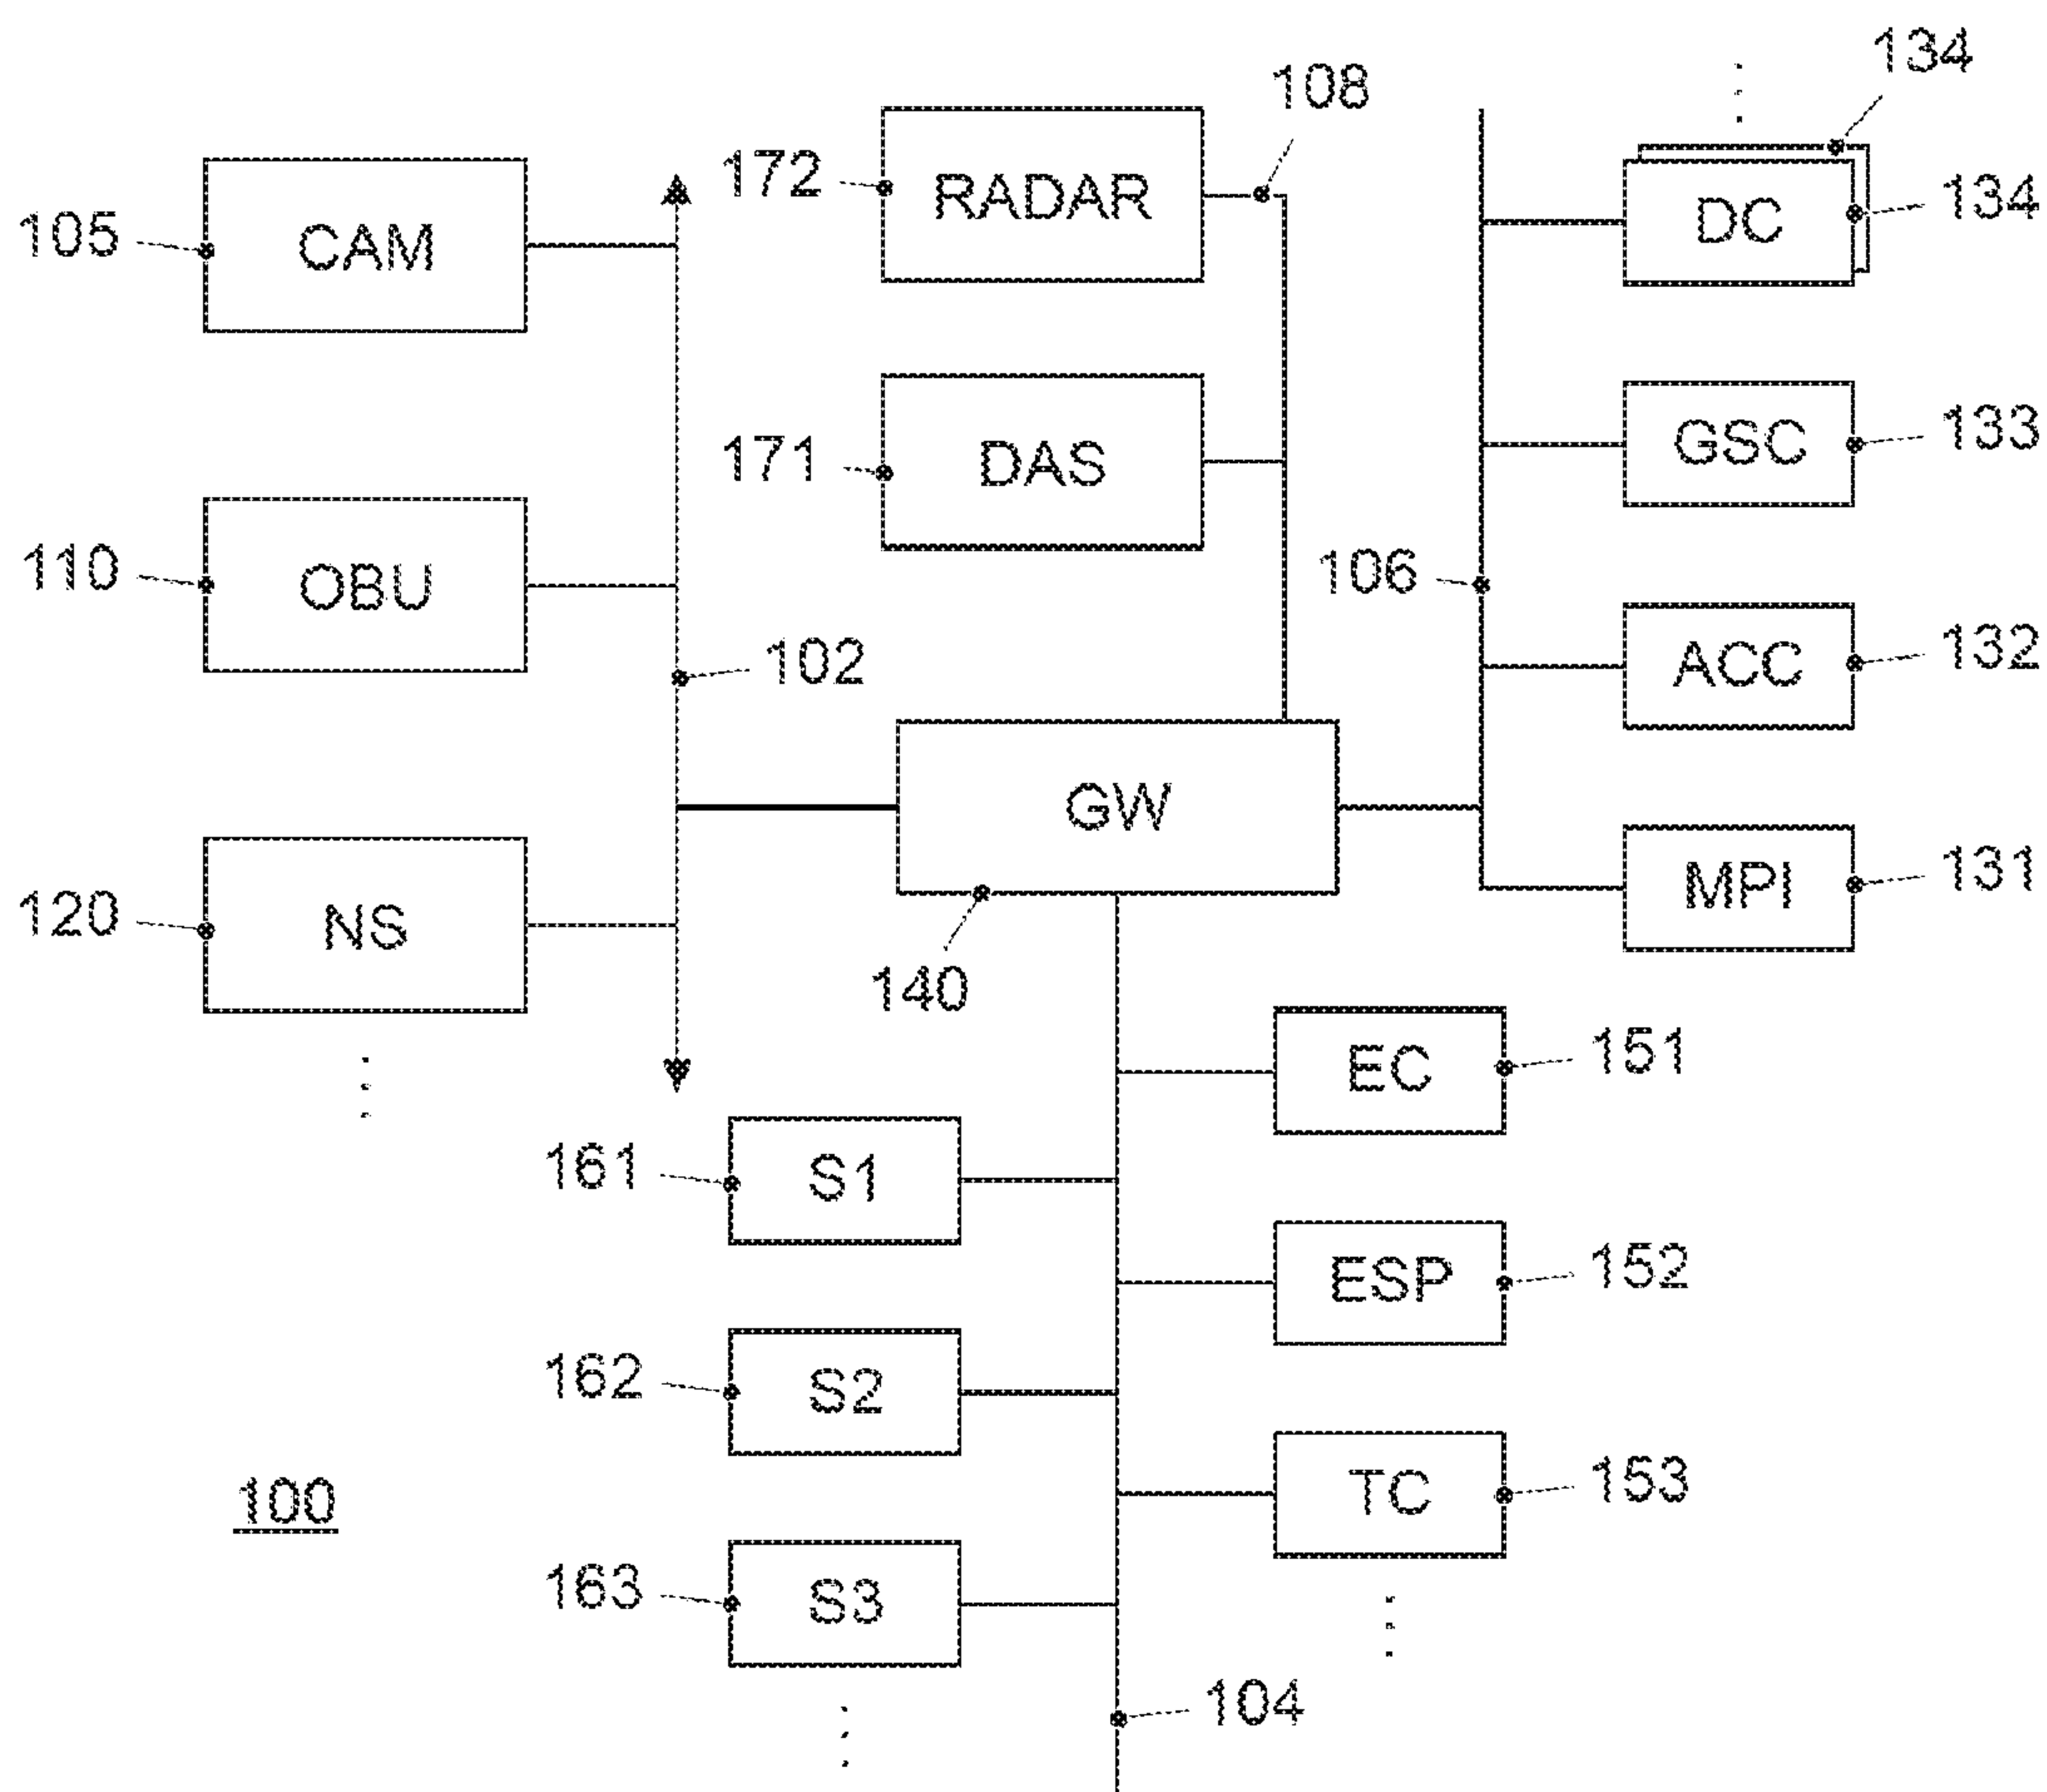 134
108
172
RADAR
DC
134
105
CAM
171
DAS
GSC
133
110
OBU
106
102
ACC
132
GW
120
NS
MPI
131
140
EC
151
161
S1
ESP
152
162
S2
TC
153
100
163
S3
104